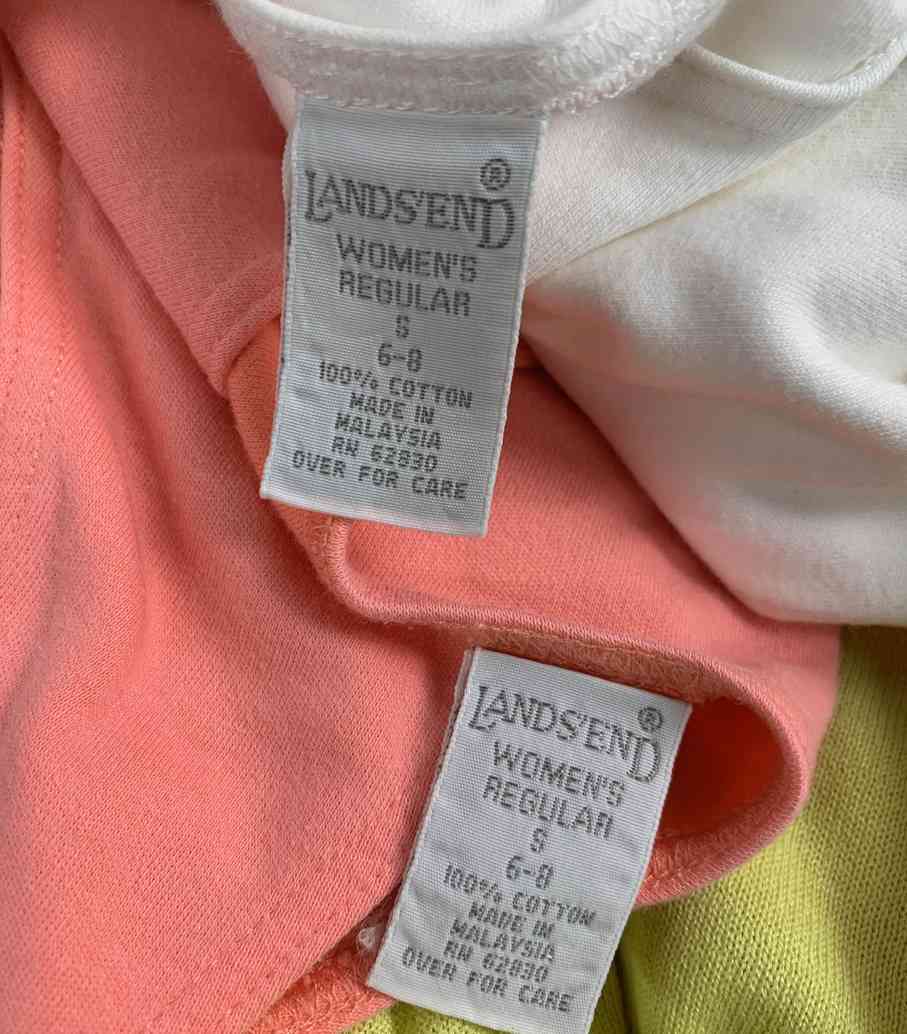 LANDS'END®
WOMEN'S
REGULAR
S
6-8
100% COTTON
MADE IN
MALAYSIA
RN 62830
OVER FOR CARE
LANDS'END®
WOMEN'S
REGULAR
S
6-8
100% COTTON
MADE IN
MALAYSIA
RN 62830
OVER FOR CARE